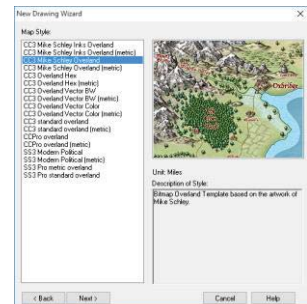 New Drawing Wizard
Map Style:
CC3 Mike Schley Inks Overland
CC3 Mike Schley Inks Overland (metric)
CC3 Mike Schley Overland
CC3 Mike Schley Overland (metric)
CC3 Overland Hex
CC3 Overland Hex (metric)
CC3 Overland Vector BW
CC3 Overland Vector BW (metric)
CC3 Overland Vector Color
CC3 Overland Vector Color (metric)
CC3 standard overland
CC3 standard overland (metric)
CCPro overland
CCPro overland (metric)
SS3 Modern Political
SS3 Pro metric overland
SS3 Pro standard overland
Oxbridge
Unit: Miles
Description of Style:
Bitmap Overland Template based on the artwork of
Mike Schley.
< Back
Next >
Cancel
Help